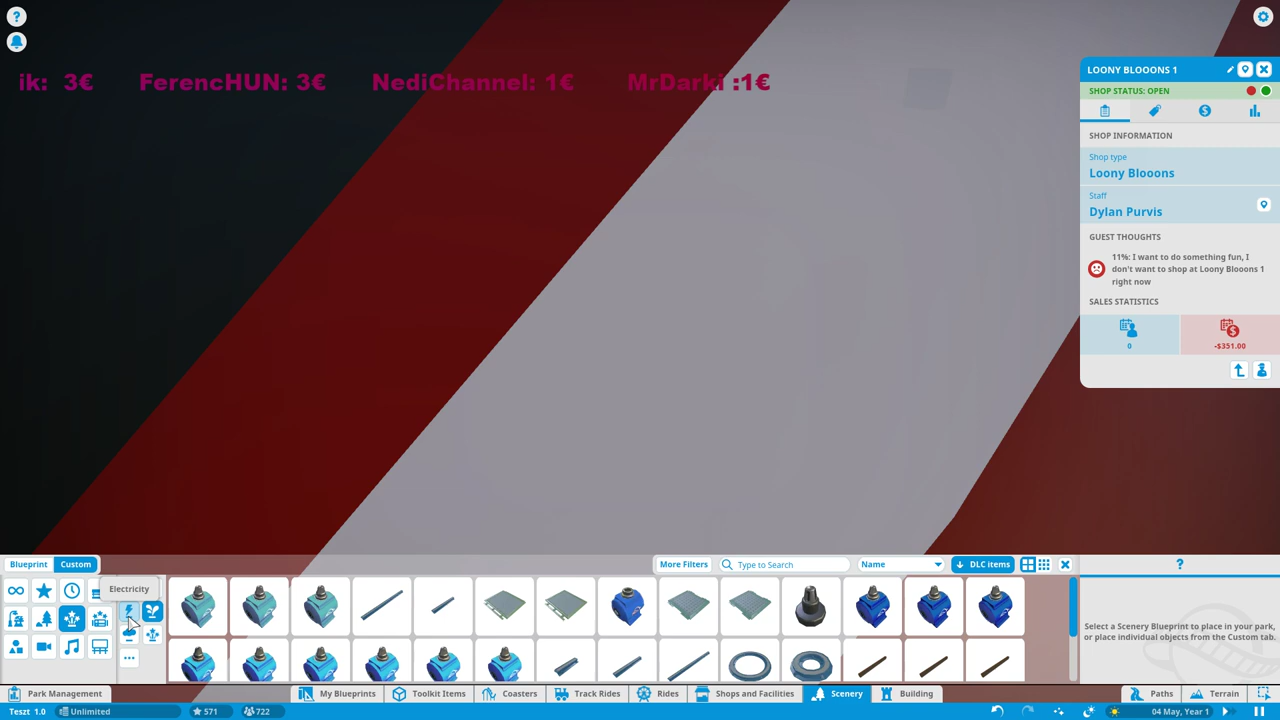 ik: 3€ FerencHUN: 3€ NediChannel: 1€ MrDarki :1€
LOONY BLOOONS 1
SHOP STATUS: OPEN
SHOP INFORMATION
Shop type
Loony Blooons
Staff
Dylan Purvis
GUEST THOUGHTS
11%: I want to do something fun, I
don't want to shop at Loony Blooons 1
right now
SALES STATISTICS
0
-$351.00
Blueprint Custom
More Filters Type to Search Name DLC items
Electricity
Select a Scenery Blueprint to place in your park,
or place individual objects from the Custom tab.
Park Management My Blueprints Toolkit Items Coasters Track Rides Rides Shops and Facilities Scenery Building Paths Terrain
Teszt 1.0 Unlimited 571 722 04 May, Year 1